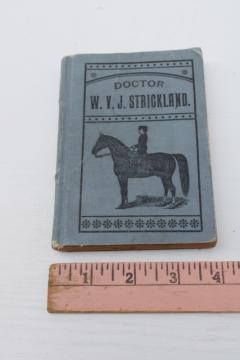 DOCTOR
W. V. J. STRICKLAND.
1 2 3 4